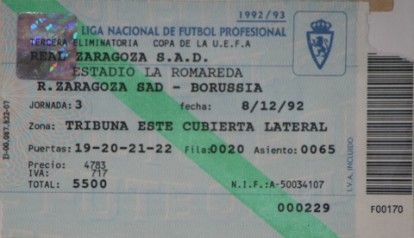 1992/93
LIGA NACIONAL DE FUTBOL PROFESIONAL
TERCERA ELIMINATORIA COPA DE LA U.E.F.A
REAL ZARAGOZA S.A.D.
ESTADIO LA ROMAREDA
R.ZARAGOZA SAD - BORUSSIA
JORNADA: 3 fecha: 8/12/92
Zona: TRIBUNA ESTE CUBIERTA LATERAL
Puertas: 19-20-21-22 Fila: 0020 Asiento: 0065
Precio: 4783
IVA: 717
TOTAL: 5500 N.I.F.: A-50034107
000229
F00170
I.V.A. INCLUIDO